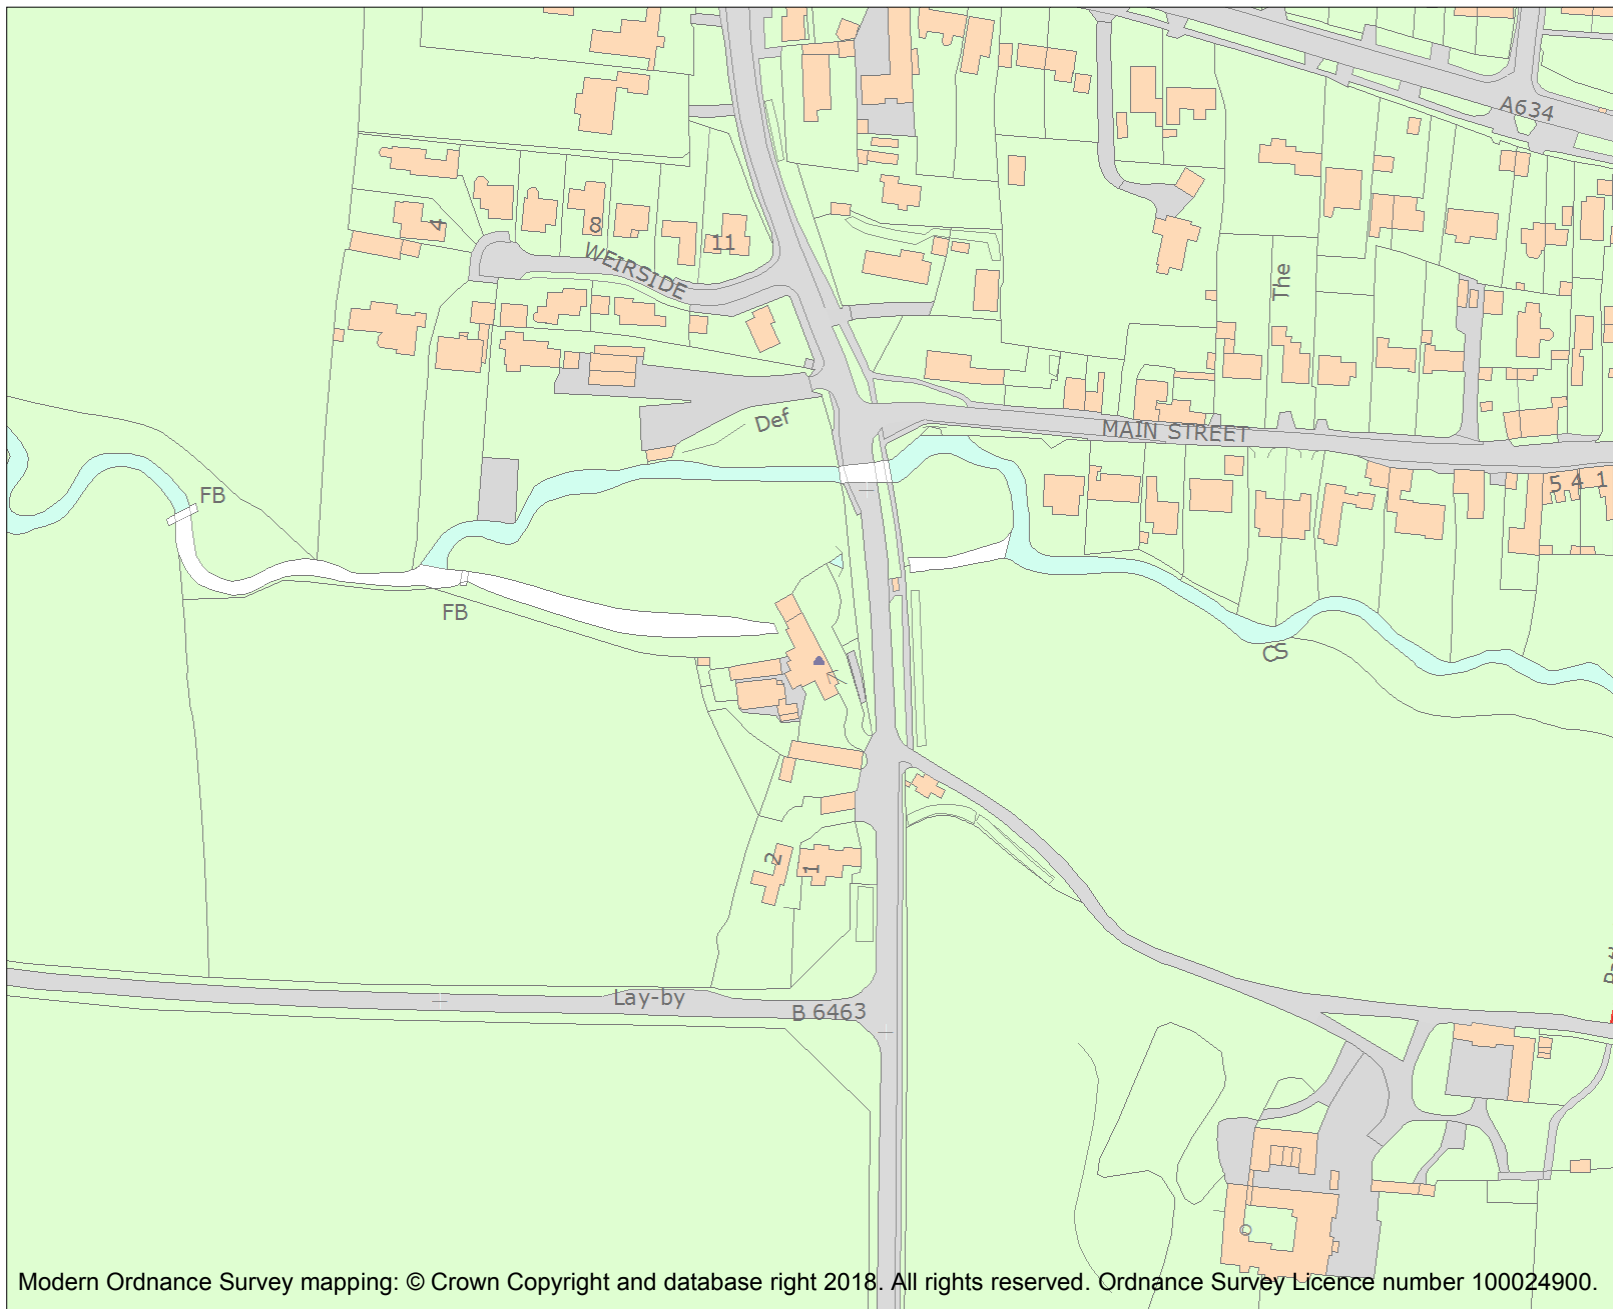 A634
4
8
11
WEIRSIDE
The
Def
MAIN STREET
5 4 1
FB
FB
CS
2
1
Lay-by
B 6463
Modern Ordnance Survey mapping: © Crown Copyright and database right 2018. All rights reserved. Ordnance Survey Licence number 100024900.